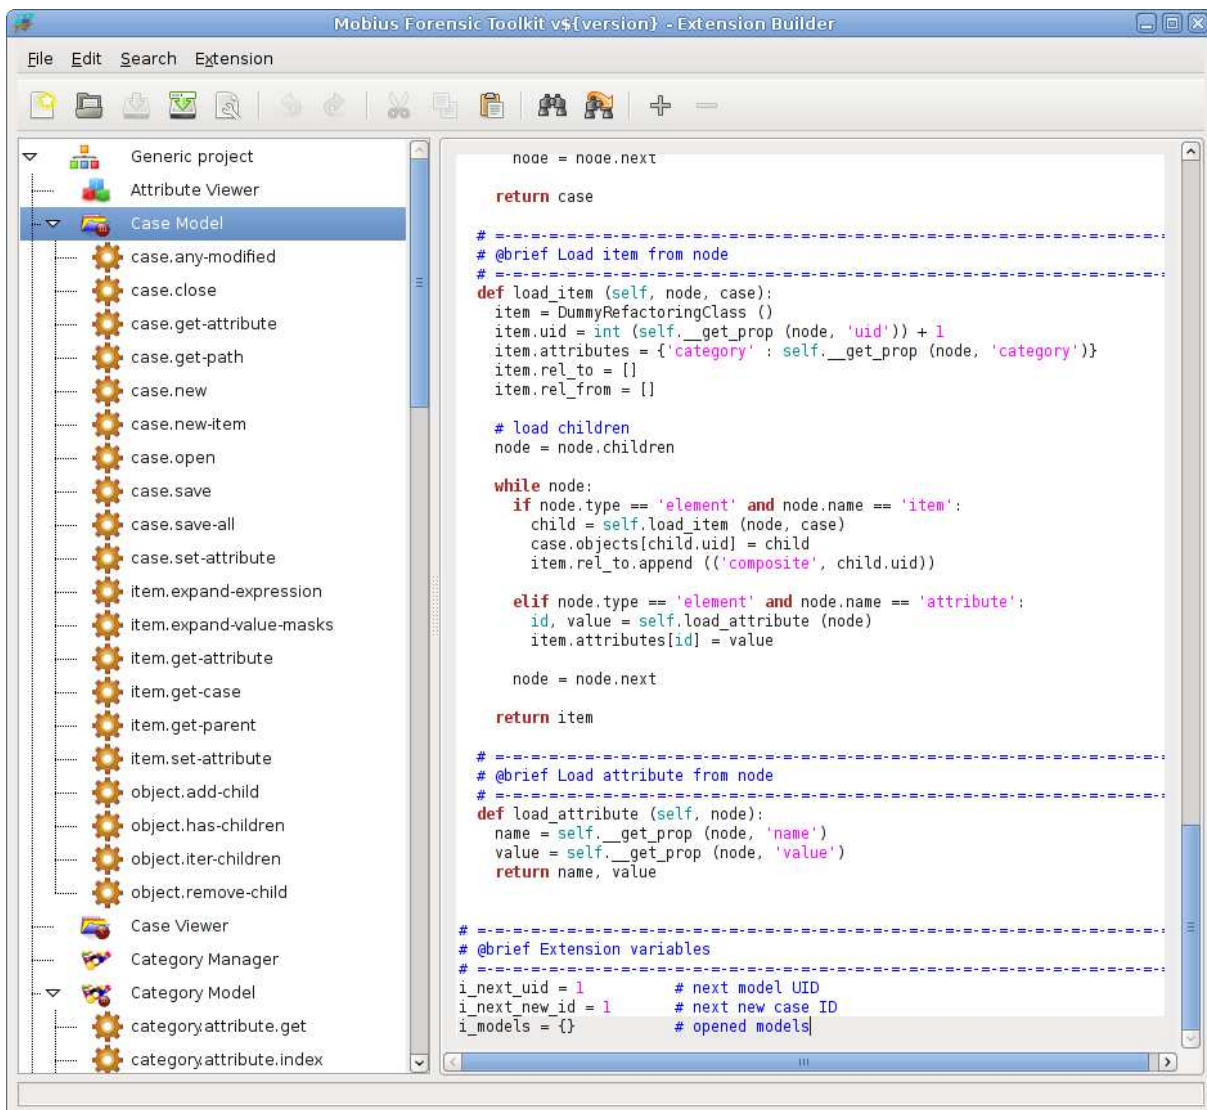 Mobius Forensic Toolkit v${version} - Extension Builder
File Edit Search Extension
Generic project
Attribute Viewer
Case Model
case.any-modified
case.close
case.get-attribute
case.get-path
case.new
case.new-item
case.open
case.save
case.save-all
case.set-attribute
item.expand-expression
item.expand-value-masks
item.get-attribute
item.get-case
item.get-parent
item.set-attribute
object.add-child
object.has-children
object.iter-children
object.remove-child
Case Viewer
Category Manager
Category Model
category.attribute.get
category.attribute.index
      node = node.next

    return case

  # =-=-=-=-=-=-=-=-=-=-=-=-=-=-=-=-=-=-=-=-=-=-=-=-=-=-=-=-=-=-=-=-=-=-=-=-=-
  # @brief Load item from node
  # =-=-=-=-=-=-=-=-=-=-=-=-=-=-=-=-=-=-=-=-=-=-=-=-=-=-=-=-=-=-=-=-=-=-=-=-=-
  def load_item (self, node, case):
    item = DummyRefactoringClass ()
    item.uid = int (self.__get_prop (node, 'uid')) + 1
    item.attributes = {'category' : self.__get_prop (node, 'category')}
    item.rel_to = []
    item.rel_from = []

    # load children
    node = node.children

    while node:
      if node.type == 'element' and node.name == 'item':
        child = self.load_item (node, case)
        case.objects[child.uid] = child
        item.rel_to.append (('composite', child.uid))

      elif node.type == 'element' and node.name == 'attribute':
        id, value = self.load_attribute (node)
        item.attributes[id] = value

      node = node.next

    return item

  # =-=-=-=-=-=-=-=-=-=-=-=-=-=-=-=-=-=-=-=-=-=-=-=-=-=-=-=-=-=-=-=-=-=-=-=-=-
  # @brief Load attribute from node
  # =-=-=-=-=-=-=-=-=-=-=-=-=-=-=-=-=-=-=-=-=-=-=-=-=-=-=-=-=-=-=-=-=-=-=-=-=-
  def load_attribute (self, node):
    name = self.__get_prop (node, 'name')
    value = self.__get_prop (node, 'value')
    return name, value

# =-=-=-=-=-=-=-=-=-=-=-=-=-=-=-=-=-=-=-=-=-=-=-=-=-=-=-=-=-=-=-=-=-=-=-=-=-=-
# @brief Extension variables
# =-=-=-=-=-=-=-=-=-=-=-=-=-=-=-=-=-=-=-=-=-=-=-=-=-=-=-=-=-=-=-=-=-=-=-=-=-=-
i_next_uid = 1          # next model UID
i_next_new_id = 1       # next new case ID
i_models = {}           # opened models